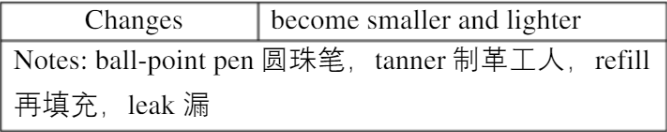 Changes become smaller and lighter
Notes: ball-point pen 圆珠笔，tanner 制革工人，refill
再填充，leak 漏